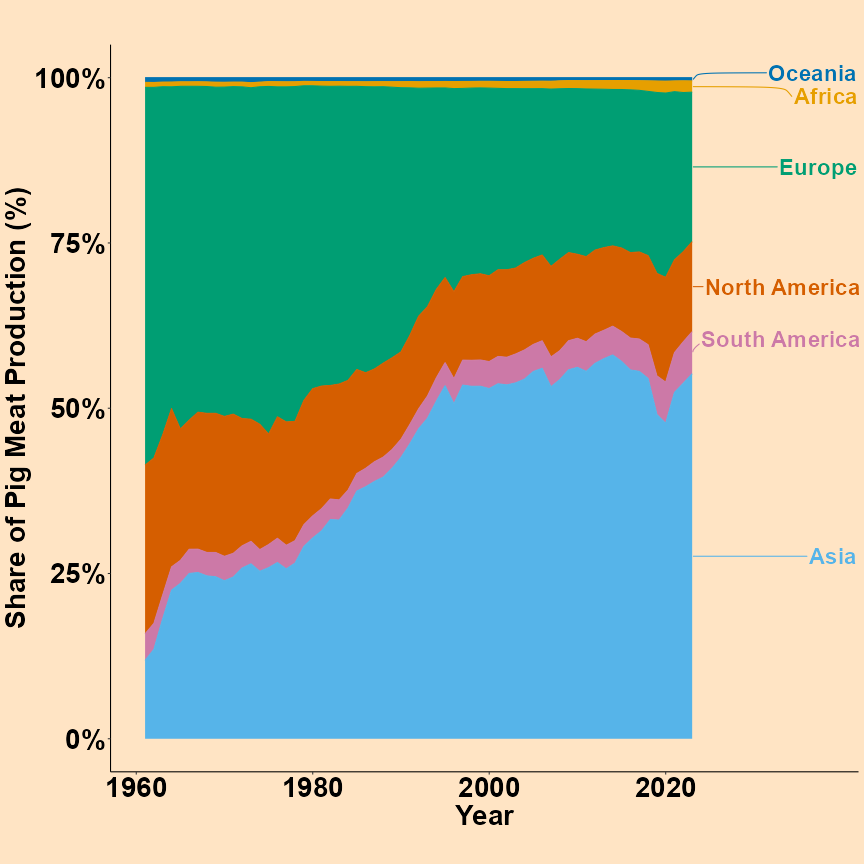 Share of Pig Meat Production (%)
100%
75%
50%
25%
0%
1960
1980
2000
2020
Year
Oceania
Africa
Europe
North America
South America
Asia